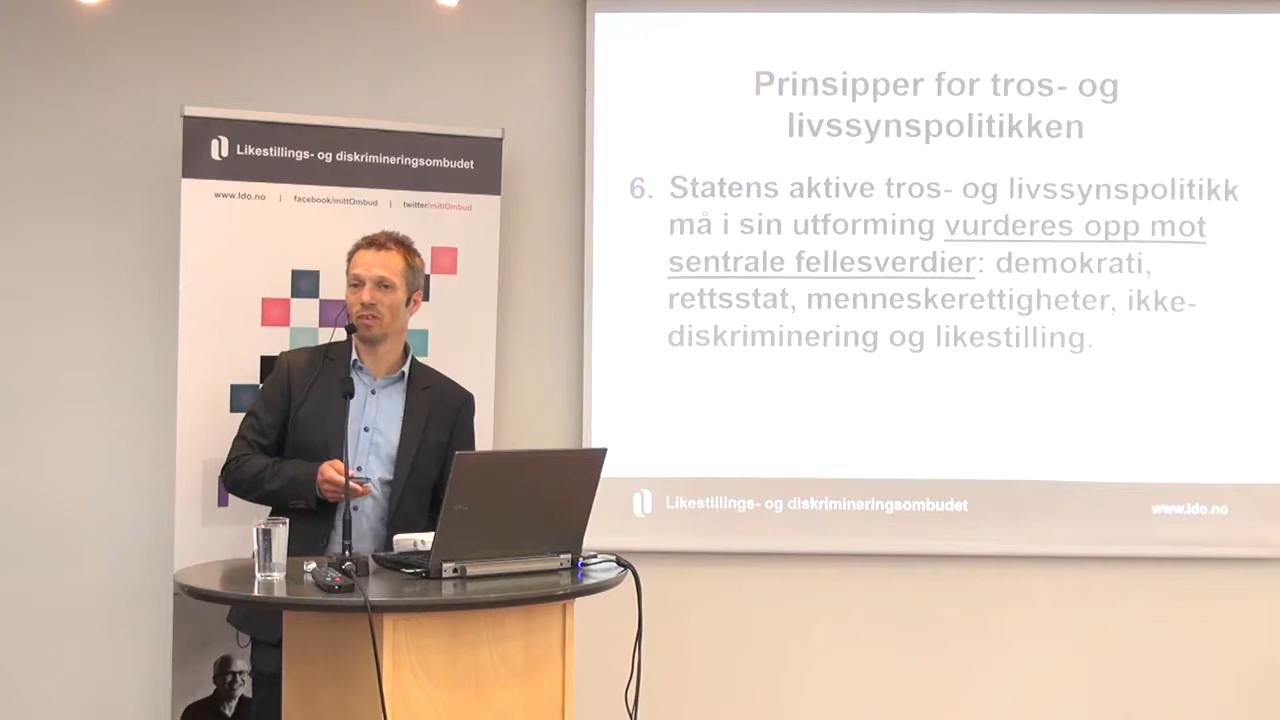 Likestillings- og diskrimineringsombudet
www.ldo.no | facebook/mittOmbud | twitter/mittOmbud
Prinsipper for tros- og
livssynspolitikken
6. Statens aktive tros- og livssynspolitikk
må i sin utforming vurderes opp mot
sentrale fellesverdier: demokrati,
rettsstat, menneskerettigheter, ikke-
diskriminering og likestilling.
Likestillings- og diskrimineringsombudet
www.ldo.no